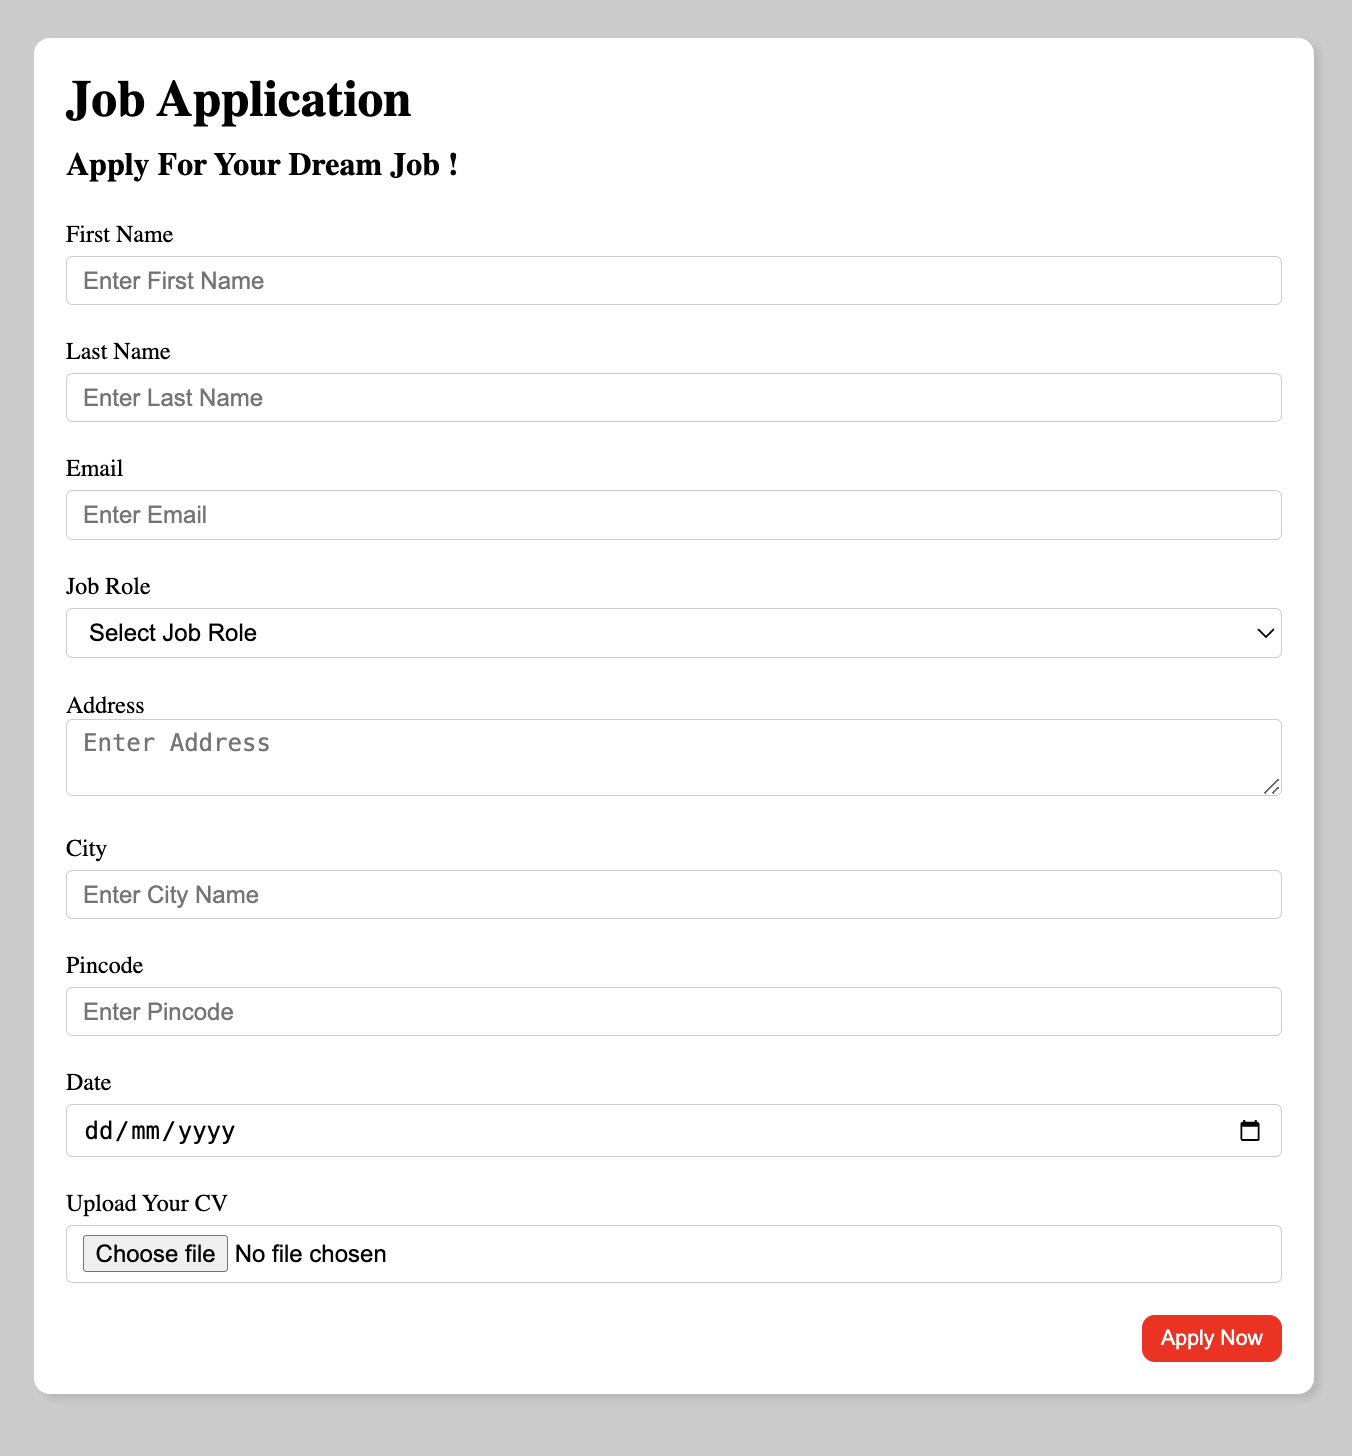 Job Application
Apply For Your Dream Job !
First Name
Enter First Name
Last Name
Enter Last Name
Email
Enter Email
Job Role
Select Job Role
Address
Enter Address
City
Enter City Name
Pincode
Enter Pincode
Date
dd/mm/yyyy
Upload Your CV
Choose file No file chosen
Apply Now